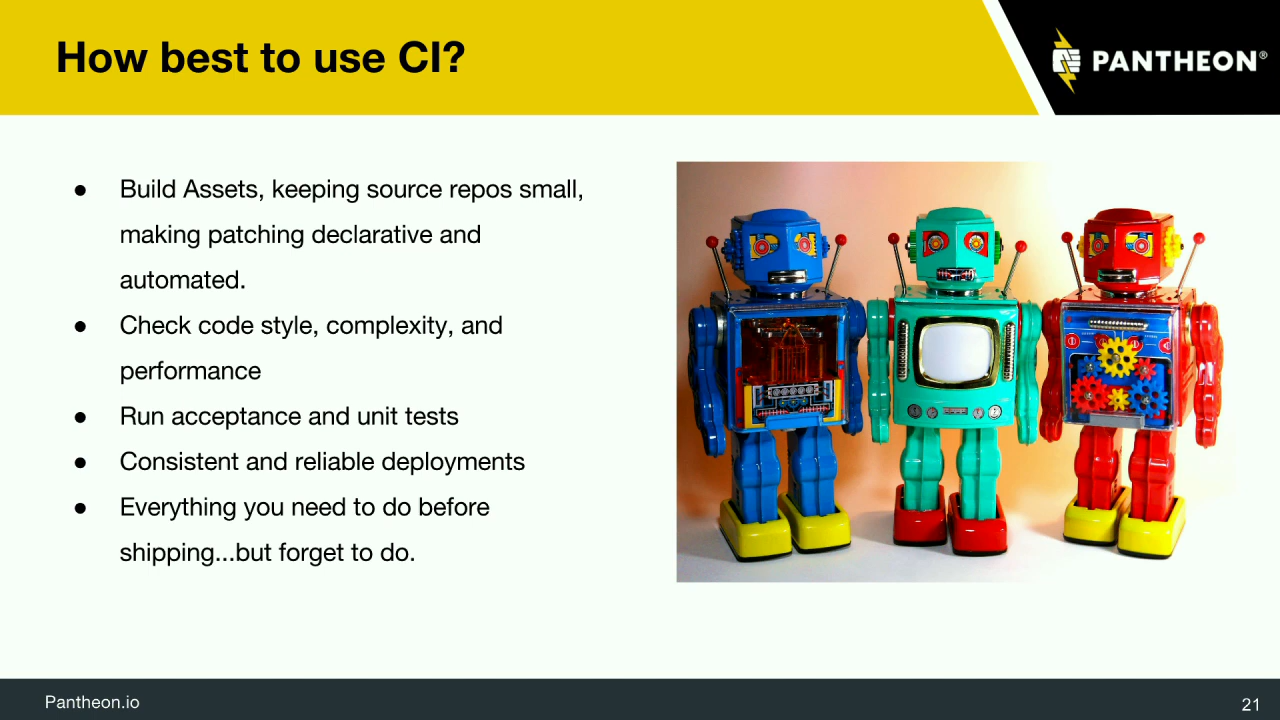 How best to use CI?
PANTHEON®
● Build Assets, keeping source repos small,
making patching declarative and
automated.
● Check code style, complexity, and
performance
● Run acceptance and unit tests
● Consistent and reliable deployments
● Everything you need to do before
shipping...but forget to do.
Pantheon.io
21